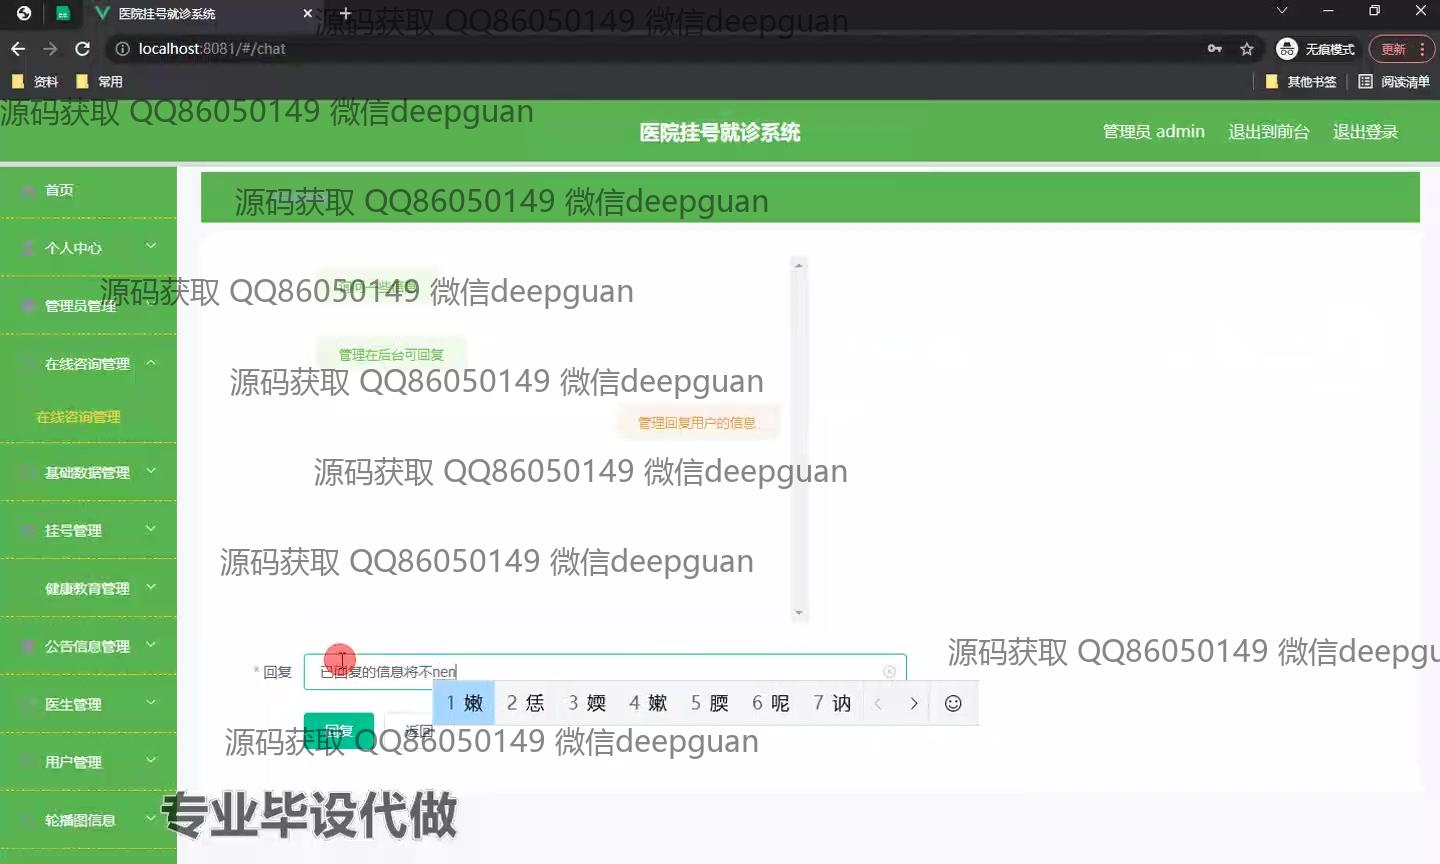 医院挂号就诊系统
源码获取 QQ86050149 微信deepguan
localhost:8081/#/chat
无痕模式
更新
资料
常用
其他书签
阅读清单
源码获取 QQ86050149 微信deepguan
医院挂号就诊系统
管理员 admin
退出到前台
退出登录
首页
源码获取 QQ86050149 微信deepguan
个人中心
源码获取 QQ86050149 微信deepguan
管理员管理
管理在后台可回复
在线咨询管理
源码获取 QQ86050149 微信deepguan
在线咨询管理
管理回复用户的信息
基础数据管理
源码获取 QQ86050149 微信deepguan
挂号管理
源码获取 QQ86050149 微信deepguan
健康教育管理
公告信息管理
源码获取 QQ86050149 微信deepgu
* 回复
已回复的信息将不nen
医生管理
1 嫩 2 恁 3 媆 4 嫰 5 腝 6 呢 7 讷
回复
返回
源码获取 QQ86050149 微信deepguan
用户管理
轮播图信息
专业毕设代做